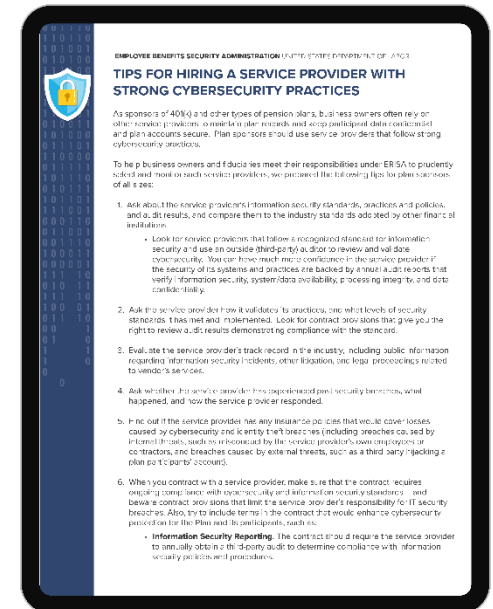 EMPLOYEE BENEFITS SECURITY ADMINISTRATION UNITED STATES DEPARTMENT OF LABOR
TIPS FOR HIRING A SERVICE PROVIDER WITH
STRONG CYBERSECURITY PRACTICES
As sponsors of 401(k) and other types of pension plans, business owners often rely on
other service providers to maintain plan records and keep participant data confidential
and plan accounts secure. Plan sponsors should use service providers that follow strong
cybersecurity practices.
To help business owners and fiduciaries meet their responsibilities under ERISA to prudently
select and monitor such service providers, we prepared the following tips for plan sponsors
of all sizes:
1. Ask about the service provider's information security standards, practices and policies,
and audit results, and compare them to the industry standards adopted by other financial
institutions.
• Look for service providers that follow a recognized standard for information
security and use an outside (third-party) auditor to review and validate
cybersecurity. You can have much more confidence in the service provider if
the security of its systems and practices are backed by annual audit reports that
verify information security, system/data availability, processing integrity, and data
confidentiality.
2. Ask the service provider how it validates its practices, and what levels of security
standards it has met and implemented. Look for contract provisions that give you the
right to review audit results demonstrating compliance with the standard.
3. Evaluate the service provider's track record in the industry, including public information
regarding information security incidents, other litigation, and legal proceedings related
to vendor's services.
4. Ask whether the service provider has experienced past security breaches, what
happened, and how the service provider responded.
5. Find out if the service provider has any insurance policies that would cover losses
caused by cybersecurity and identity theft breaches (including breaches caused by
internal threats, such as misconduct by the service provider's own employees or
contractors, and breaches caused by external threats, such as a third party hijacking a
plan participants' account).
6. When you contract with a service provider, make sure that the contract requires
ongoing compliance with cybersecurity and information security standards – and
beware contract provisions that limit the service provider's responsibility for IT security
breaches. Also, try to include terms in the contract that would enhance cybersecurity
protection for the Plan and its participants, such as:
• Information Security Reporting. The contract should require the service provider
to annually obtain a third-party audit to determine compliance with information
security policies and procedures.